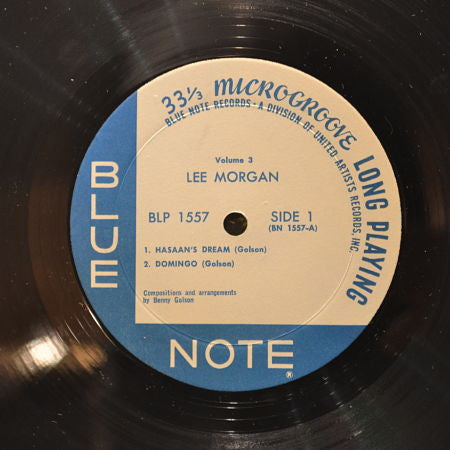 33 1/3 MICROGROOVE LONG PLAYING
BLUE NOTE RECORDS • A DIVISION OF UNITED ARTISTS RECORDS, INC.
Volume 3
LEE MORGAN
BLP 1557 SIDE 1
(BN 1557-A)
1. HASAAN'S DREAM (Golson)
2. DOMINGO (Golson)
Compositions and arrangements
by Benny Golson
BLUE
NOTE®